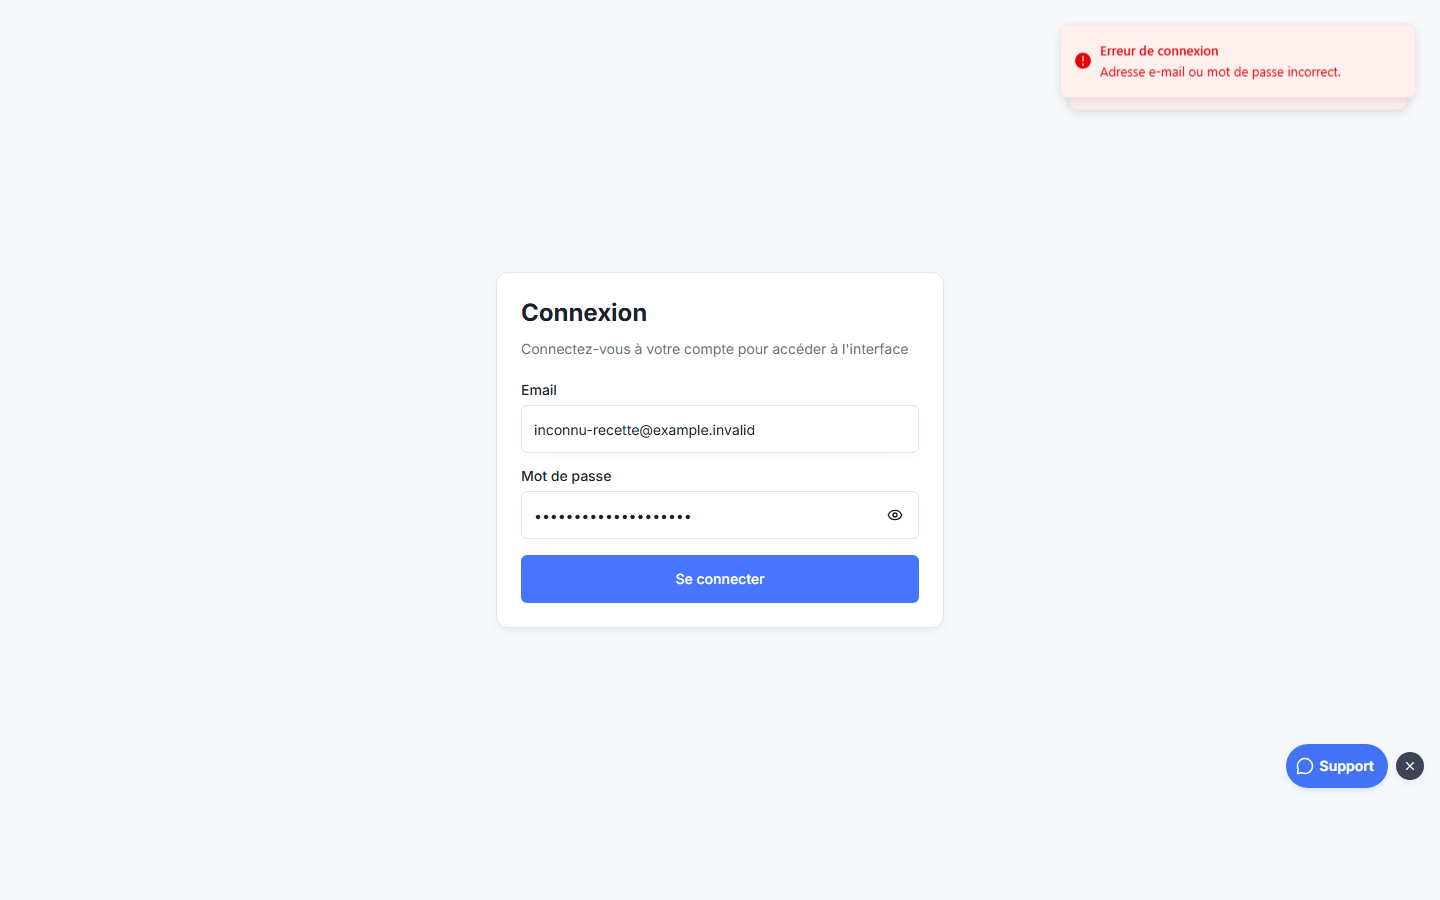 Erreur de connexion
Adresse e-mail ou mot de passe incorrect.
Connexion
Connectez-vous à votre compte pour accéder à l'interface
Email
inconnu-recette@example.invalid
Mot de passe
••••••••••••••••••••
Se connecter
Support